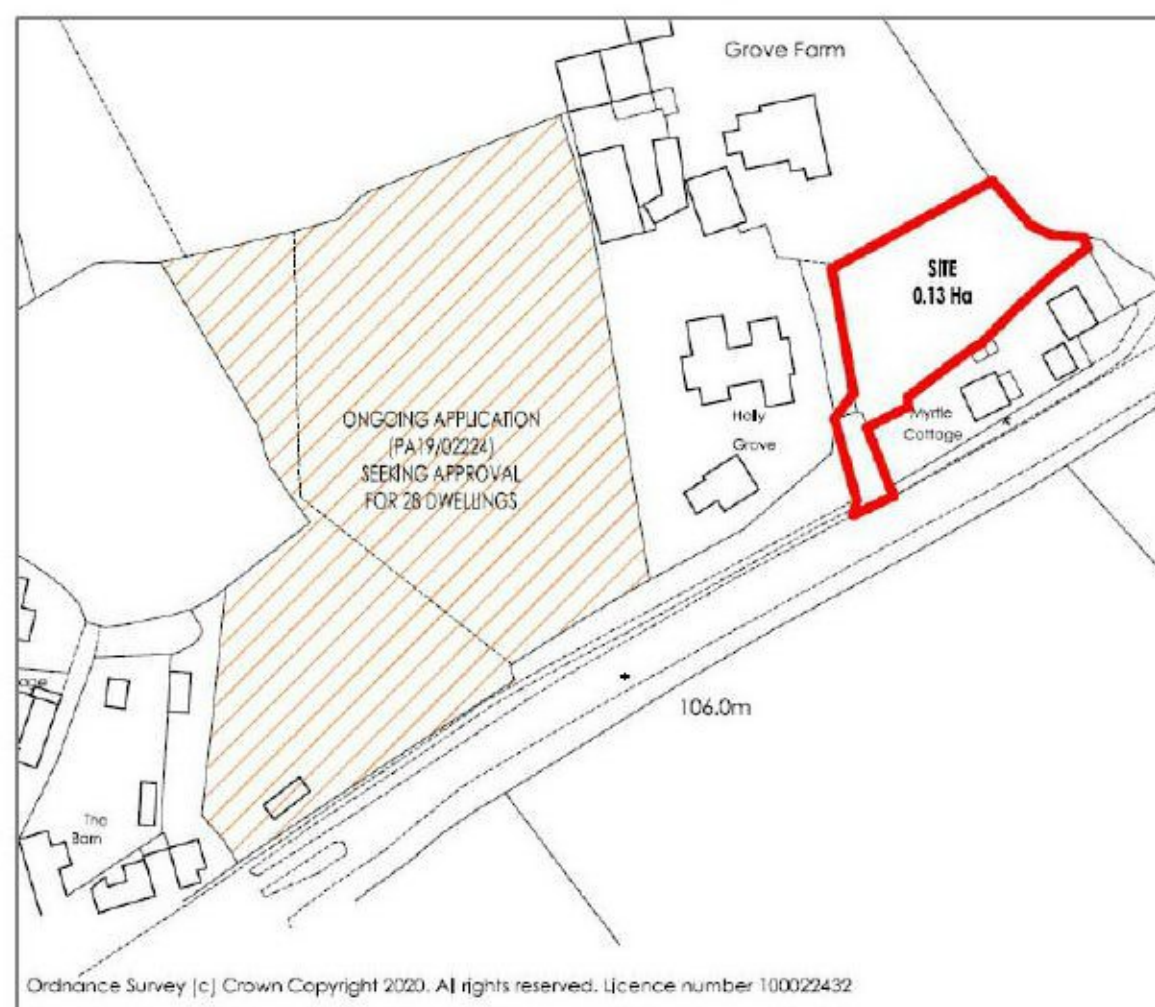 Grove Farm
SITE
0.13 Ha
ONGOING APPLICATION
(PA19/02224)
SEEKING APPROVAL
FOR 28 DWELLINGS
Holly
Grove
Myrtle
Cottage
106.0m
The
Barn
Ordnance Survey (c) Crown Copyright 2020. All rights reserved. Licence number 100022432